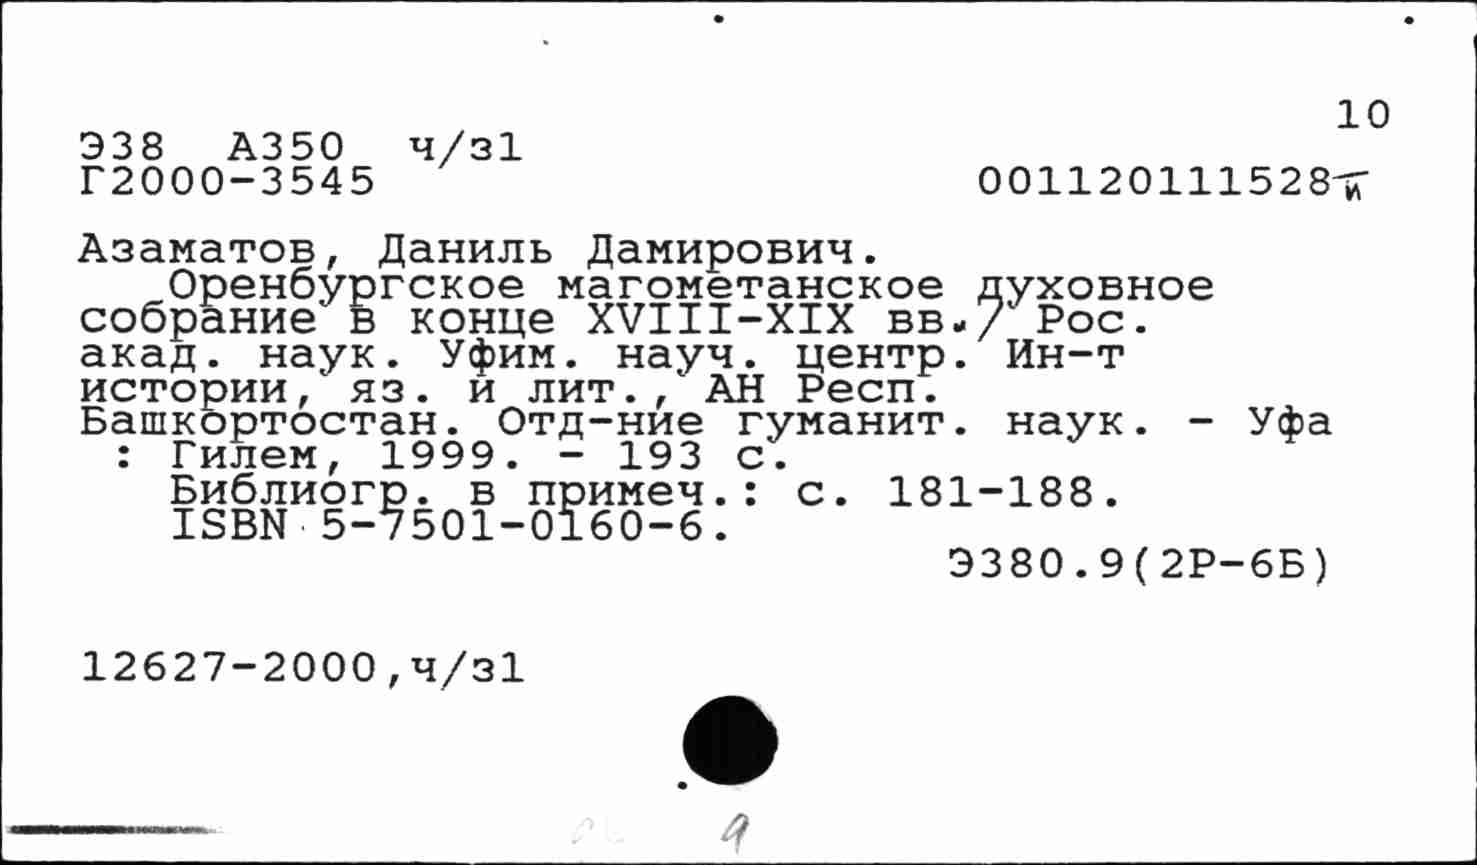 10
Э38 А350 ч/з1
Г2000-3545 001120111528 и
Азаматов, Даниль Дамирович.
Оренбургское магометанское духовное
собрание в конце XVIII-XIX вв. / Рос.
акад. наук. Уфим. науч. центр. Ин-т
истории, яз. и лит., АН Респ.
Башкортостан. Отд-ние гуманит. наук. - Уфа
: Гилем, 1999. - 193 с.
Библиогр. в примеч.: с. 181-188.
ISBN 5-7501-0160-6.
Э380.9(2Р-6Б)
12627-2000,ч/з1
9